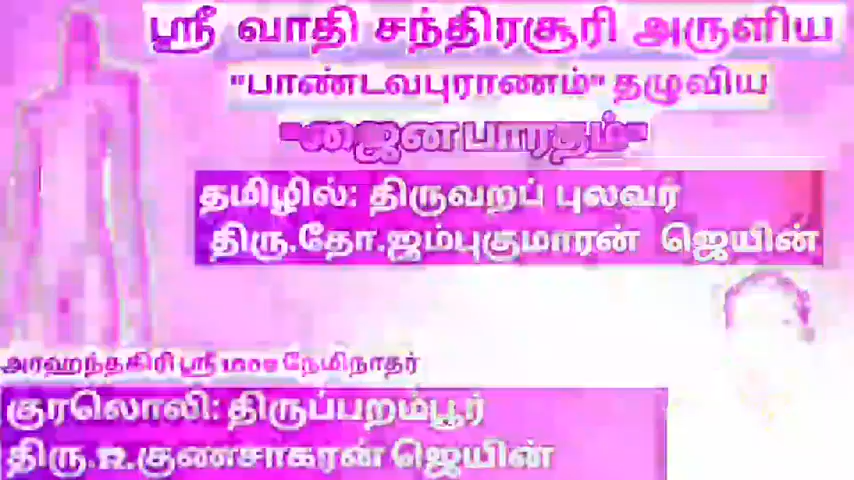 ஸ்ரீ வாதி சந்திரசூரி அருளிய
"பாண்டவபுராணம்" தழுவிய
"ஜைன பாரதம்"
தமிழில்: திருவறப் புலவர்
திரு.தோ.ஜம்புகுமாரன் ஜெயின்
அரஹந்தகிரி ஸ்ரீ 1008 நேமிநாதர்
குரலொலி: திருப்பறம்பூர்
திரு.உ.குணசாகரன் ஜெயின்